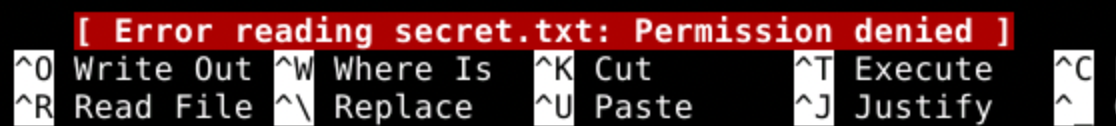 [ Error reading secret.txt: Permission denied ]
^O Write Out ^W Where Is ^K Cut ^T Execute ^C
^R Read File ^\ Replace ^U Paste ^J Justify ^_